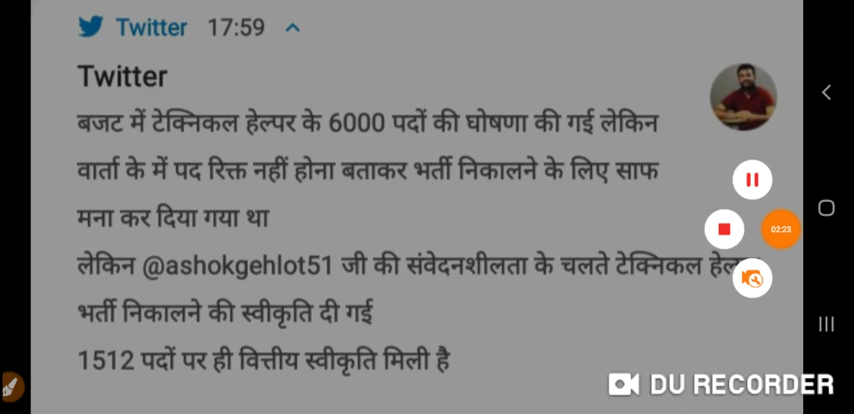 Twitter 17:59
Twitter
बजट में टेक्निकल हेल्पर के 6000 पदों की घोषणा की गई लेकिन
वार्ता के में पद रिक्त नहीं होना बताकर भर्ती निकालने के लिए साफ
मना कर दिया गया था
लेकिन @ashokgehlot51 जी की संवेदनशीलता के चलते टेक्निकल
भर्ती निकालने की स्वीकृति दी गई
1512 पदों पर ही वित्तीय स्वीकृति मिली है
02:23
DU RECORDER